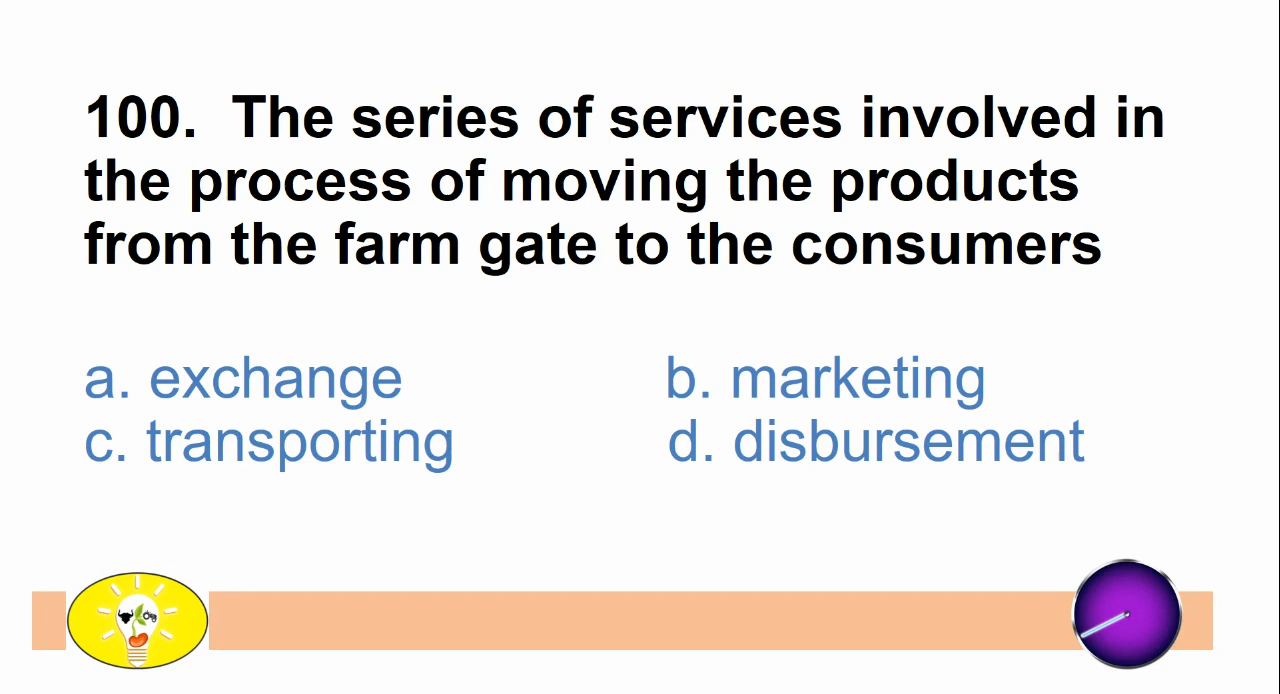 100.  The series of services involved in
the process of moving the products
from the farm gate to the consumers
a. exchange b. marketing
c. transporting d. disbursement